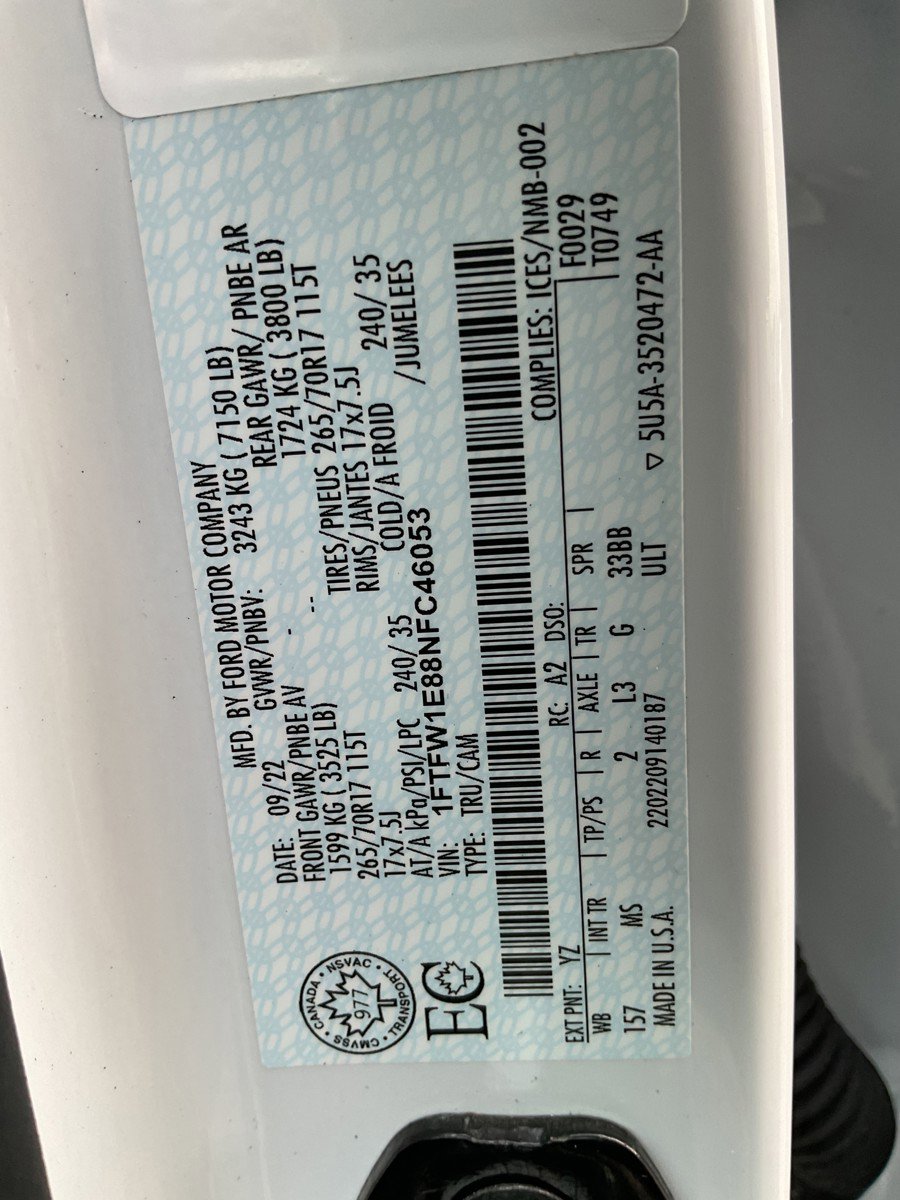 MFD. BY FORD MOTOR COMPANY
DATE: 09/22 GVWR/PNBV: 3243 KG ( 7150 LB)
FRONT GAWR/PNBE AV - -- REAR GAWR/ PNBE AR
1599 KG ( 3525 LB) 1724 KG ( 3800 LB)
265/70R17 115T TIRES/PNEUS 265/70R17 115T
17x7.5J RIMS/JANTES 17x7.5J
AT/A kPa/PSI/LPC 240/ 35 COLD/A FROID 240/ 35
VIN: 1FTFW1E88NFC46053 /JUMELEES
TYPE: TRU/CAM
CANADA • NSVAC • TRANSPORT • CMVSS •
977
T
EC
COMPLIES: ICES/NMB-002
EXT PNT: YZ RC: A2 DSO: F0029
WB | INT TR | TP/PS | R | AXLE | TR | SPR | T0749
157 MS 2 L3 G 33BB
MADE IN U.S.A. 220220914018​7 ULT ▽ 5U5A-3520472-AA